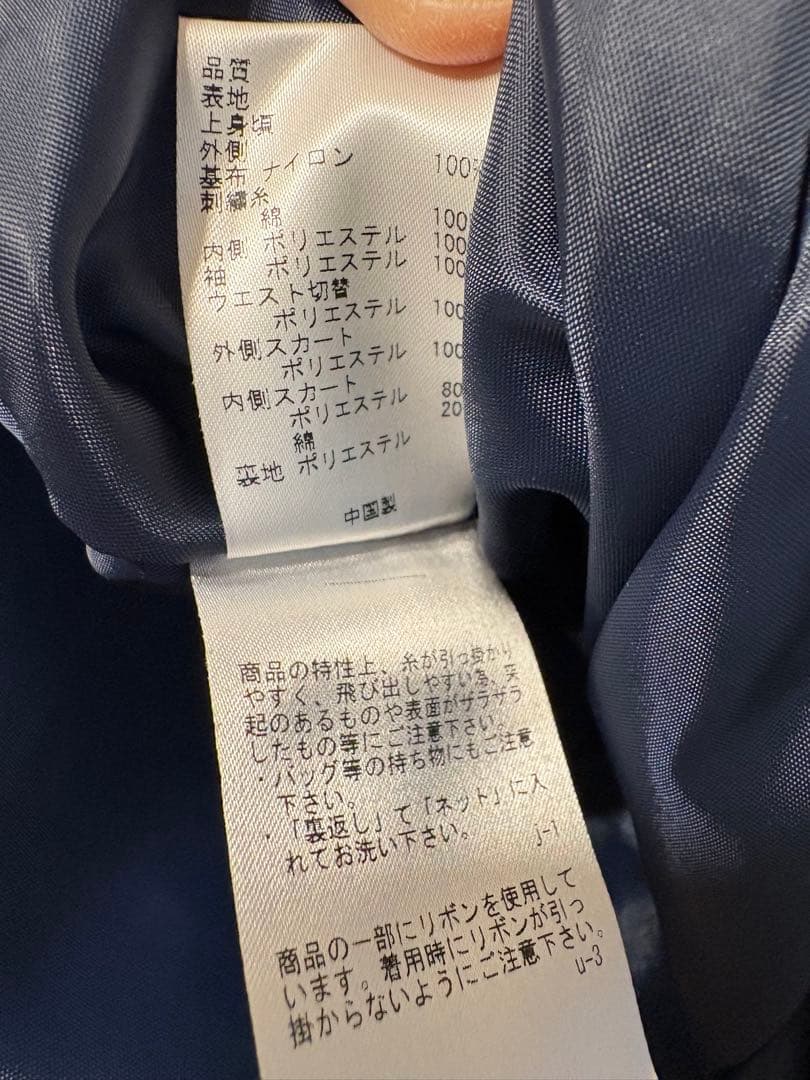 品質
表地
上身頃
外側
基布 ナイロン 100%
刺繍糸
綿 100
内側 ポリエステル 100
袖 ポリエステル 100
ウエスト切替
ポリエステル 100
外側スカート
ポリエステル 100
内側スカート
ポリエステル 80
綿 20
裏地 ポリエステル
中国製
商品の特性上、糸が引っ掛かり
やすく、飛び出しやすい為、突
起のあるものや表面がザラザラ
したもの等にご注意下さい。
・バッグ等の持ち物にもご注意
下さい。
・「裏返し」て「ネット」に入
れてお洗い下さい。 j-1
商品の一部にリボンを使用して
います。着用時にリボンが引っ
掛からないようにご注意下さい。
u-3